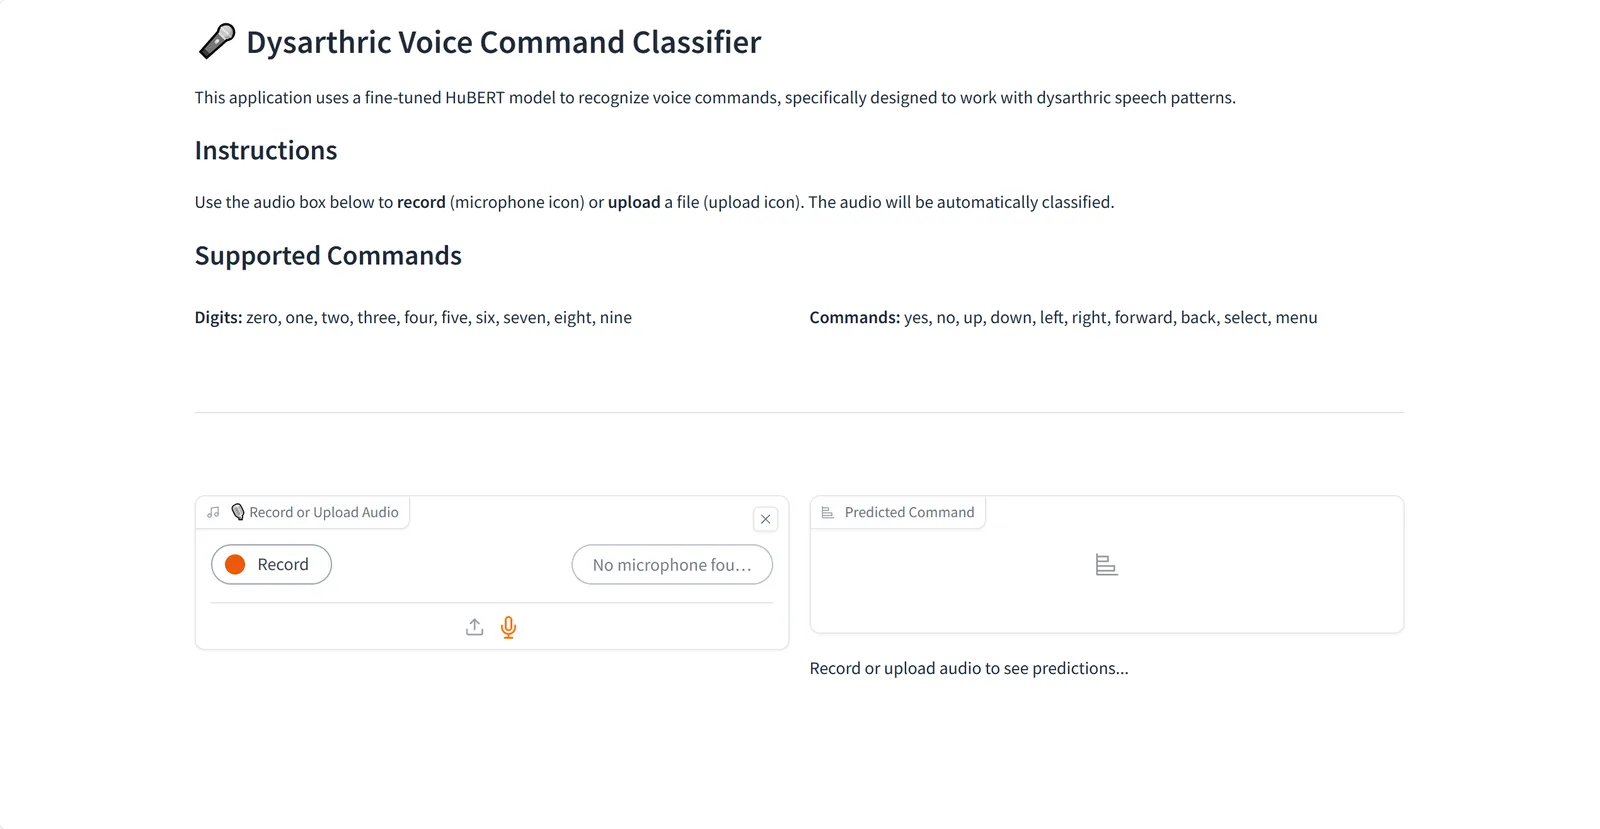 Dysarthric Voice Command Classifier
This application uses a fine-tuned HuBERT model to recognize voice commands, specifically designed to work with dysarthric speech patterns.
Instructions
Use the audio box below to record (microphone icon) or upload a file (upload icon). The audio will be automatically classified.
Supported Commands
Digits: zero, one, two, three, four, five, six, seven, eight, nine
Commands: yes, no, up, down, left, right, forward, back, select, menu
Record or Upload Audio
Record
No microphone fou...
Predicted Command
Record or upload audio to see predictions...